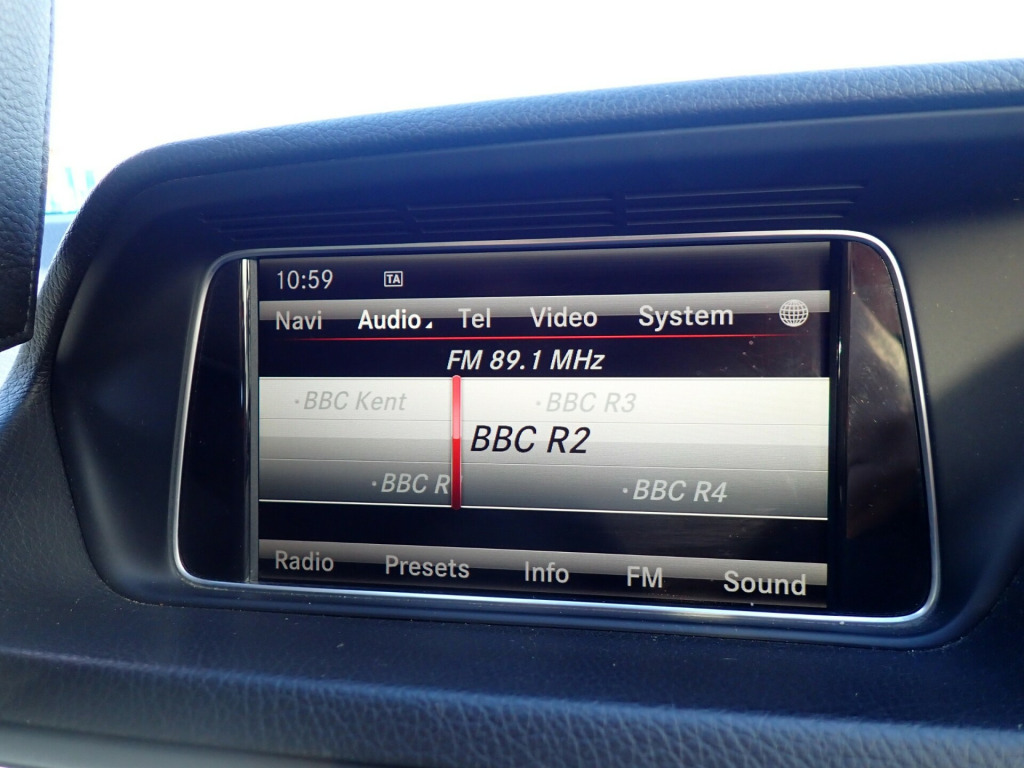 10:59 TA
Navi Audio Tel Video System
FM 89.1 MHz
•BBC Kent •BBC R3
BBC R2
•BBC R •BBC R4
Radio Presets Info FM Sound